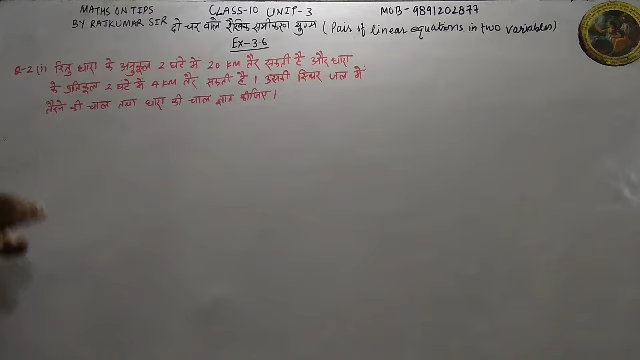 MATHS ON TIPS CLASS-10 UNIT-3 MOB-9891202877
BY RAJKUMAR SIR दो चर वाले रैखिक समीकरण युग्म (Pair of linear equations in two variables)
Ex-3.6
Q-2 (i) रितु धारा के अनुकूल 2 घंटे में 20 KM तैर सकती है और धारा
के प्रतिकूल 2 घंटे में 4 KM तैर सकती है। उसकी स्थिर जल में
तैरने की चाल तथा धारा की चाल ज्ञात कीजिए।